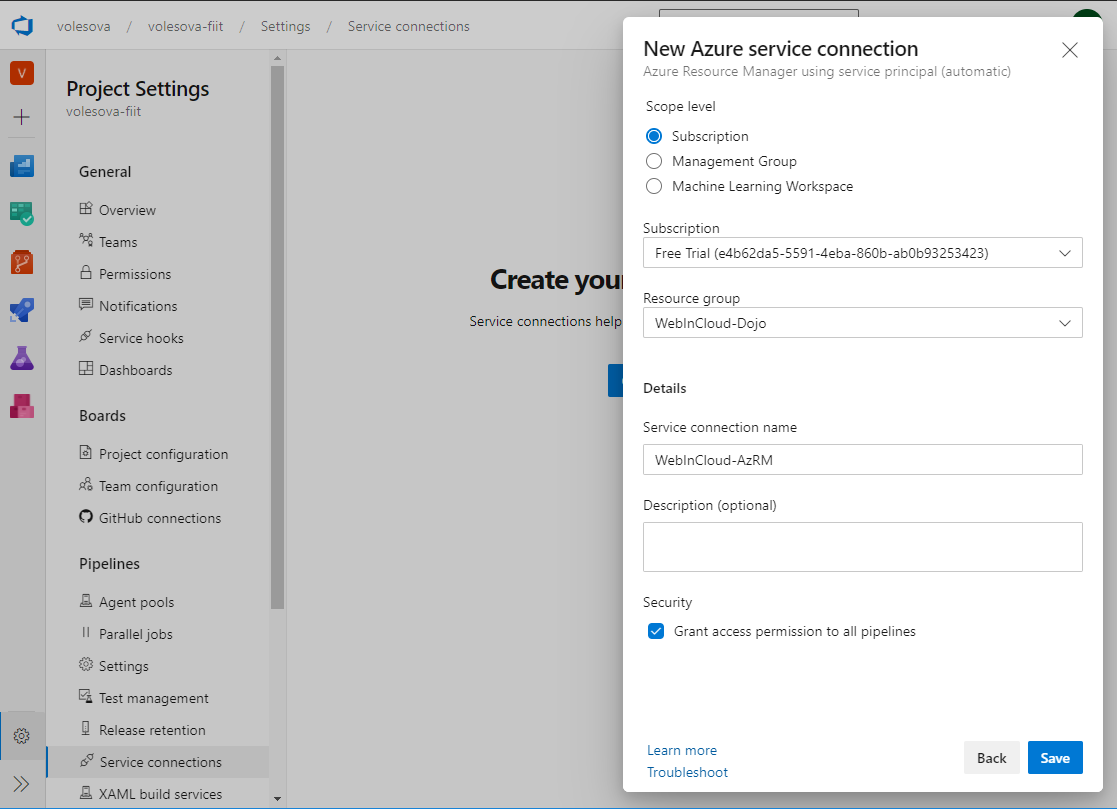 volesova / volesova-fiit / Settings / Service connections
V
Project Settings
volesova-fiit
General
Overview
Teams
Permissions
Notifications
Service hooks
Dashboards
Boards
Project configuration
Team configuration
GitHub connections
Pipelines
Agent pools
Parallel jobs
Settings
Test management
Release retention
Service connections
XAML build services
Create your
Service connections help
New Azure service connection
Azure Resource Manager using service principal (automatic)
Scope level
Subscription
Management Group
Machine Learning Workspace
Subscription
Free Trial (e4b62da5-5591-4eba-860b-ab0b93253423)
Resource group
WebInCloud-Dojo
Details
Service connection name
WebInCloud-AzRM
Description (optional)
Security
Grant access permission to all pipelines
Learn more
Troubleshoot
Back
Save